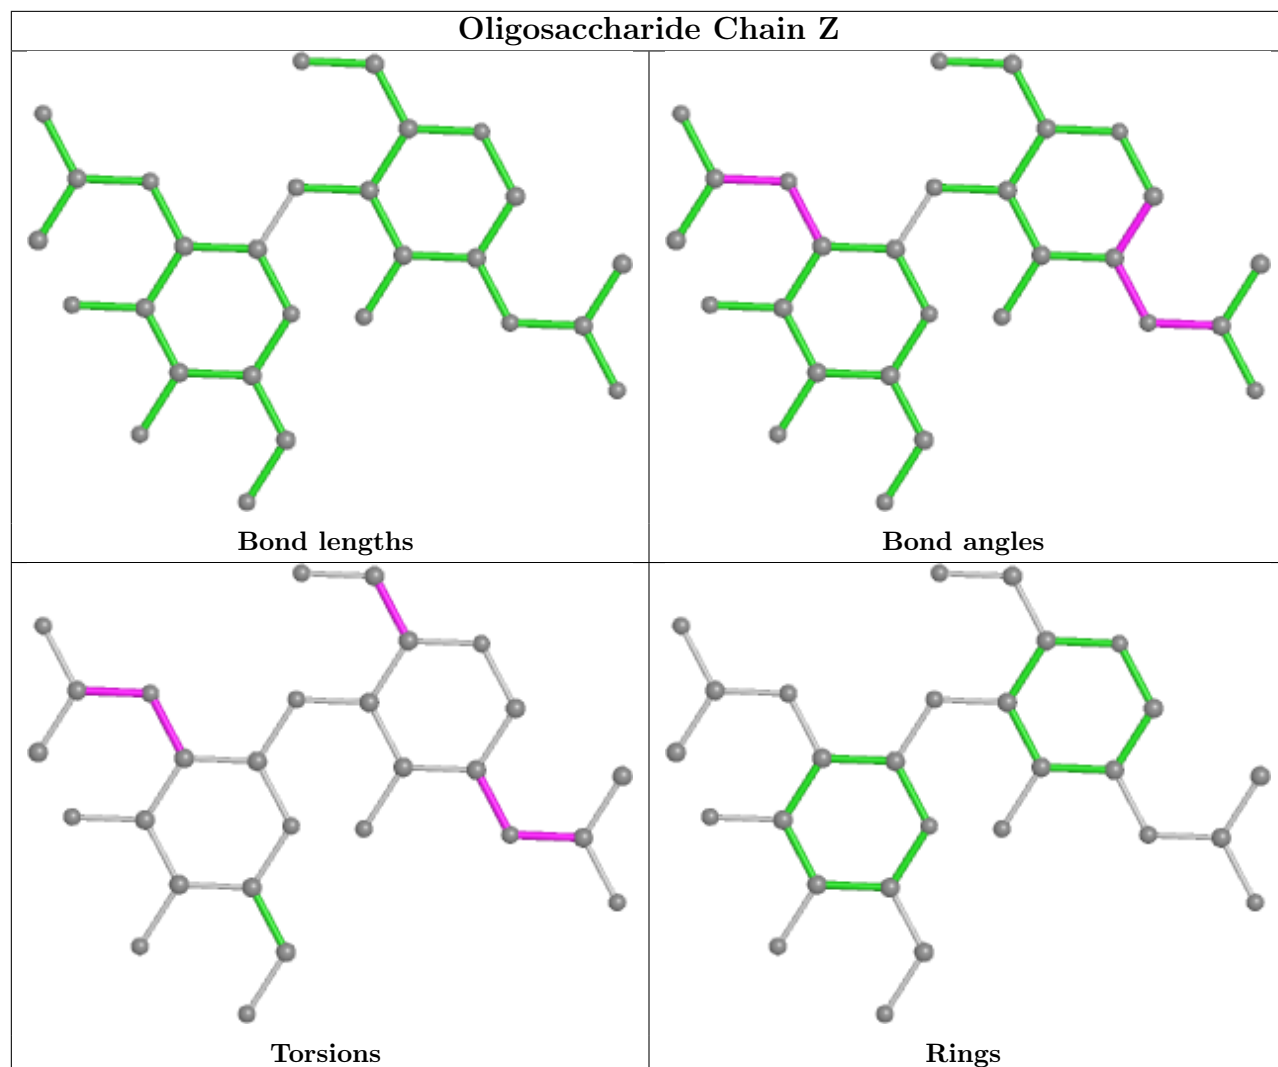 Oligosaccharide Chain Z
Bond lengths
Bond angles
Torsions
Rings